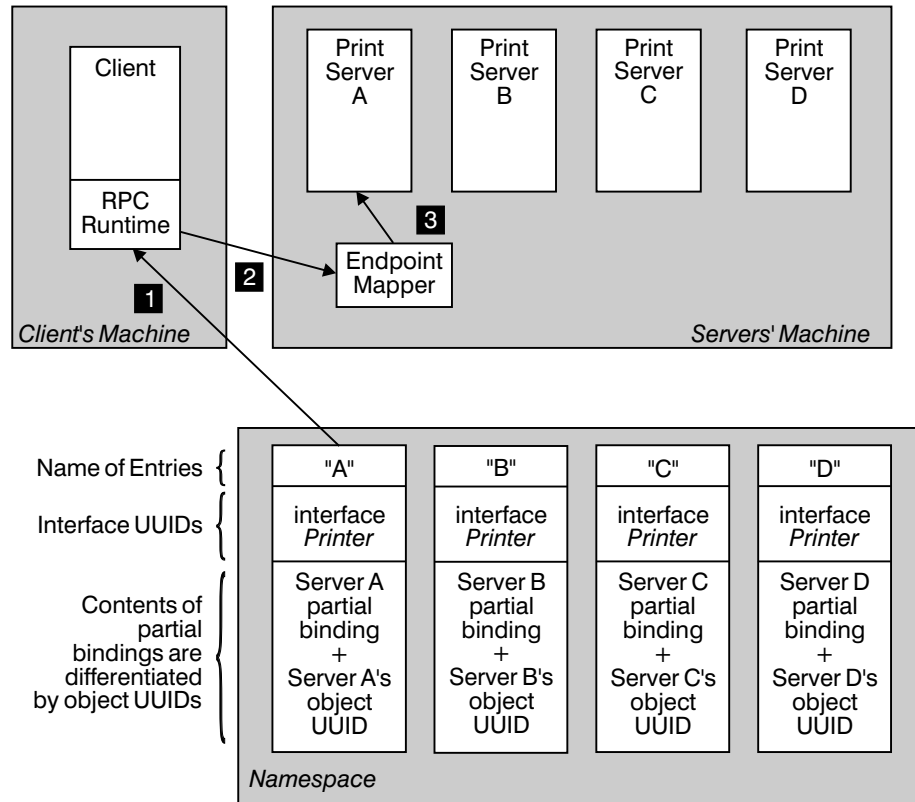 Client
RPC
Runtime
Client's Machine
Print
Server
A
Print
Server
B
Print
Server
C
Print
Server
D
3
Endpoint
Mapper
2
1
Servers' Machine
Name of Entries
"A"
"B"
"C"
"D"
Interface UUIDs
interface
Printer
interface
Printer
interface
Printer
interface
Printer
Contents of
partial
bindings are
differentiated
by object UUIDs
Server A
partial
binding
+
Server A's
object
UUID
Server B
partial
binding
+
Server B's
object
UUID
Server C
partial
binding
+
Server C's
object
UUID
Server D
partial
binding
+
Server D's
object
UUID
Namespace